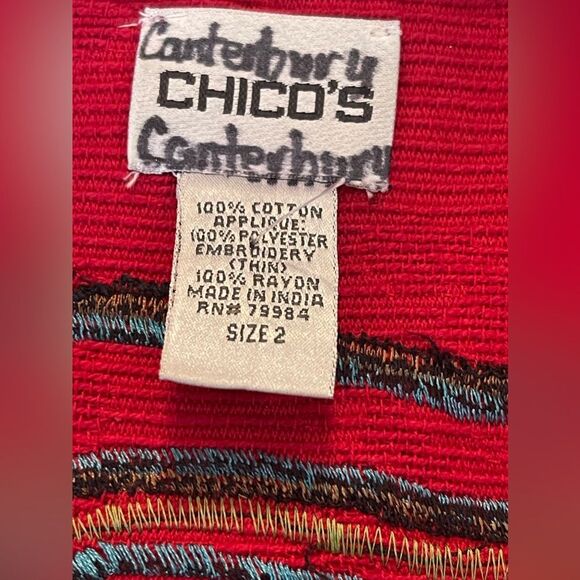 Canterbury
CHICO'S
Canterbury
100% COTTON
APPLIQUE:
100% POLYESTER
EMBROIDERY
(THIN)
100% RAYON
MADE IN INDIA
RN# 79984
SIZE 2